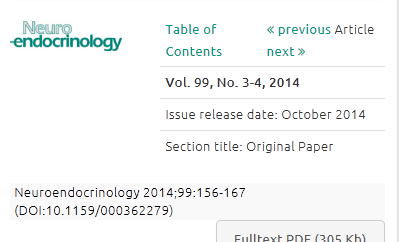 Neuro
endocrinology
Table of
Contents
« previous Article
next »
Vol. 99, No. 3-4, 2014
Issue release date: October 2014
Section title: Original Paper
Neuroendocrinology 2014;99:156-167
(DOI:10.1159/000362279)
Fulltext PDF (305 Kb)